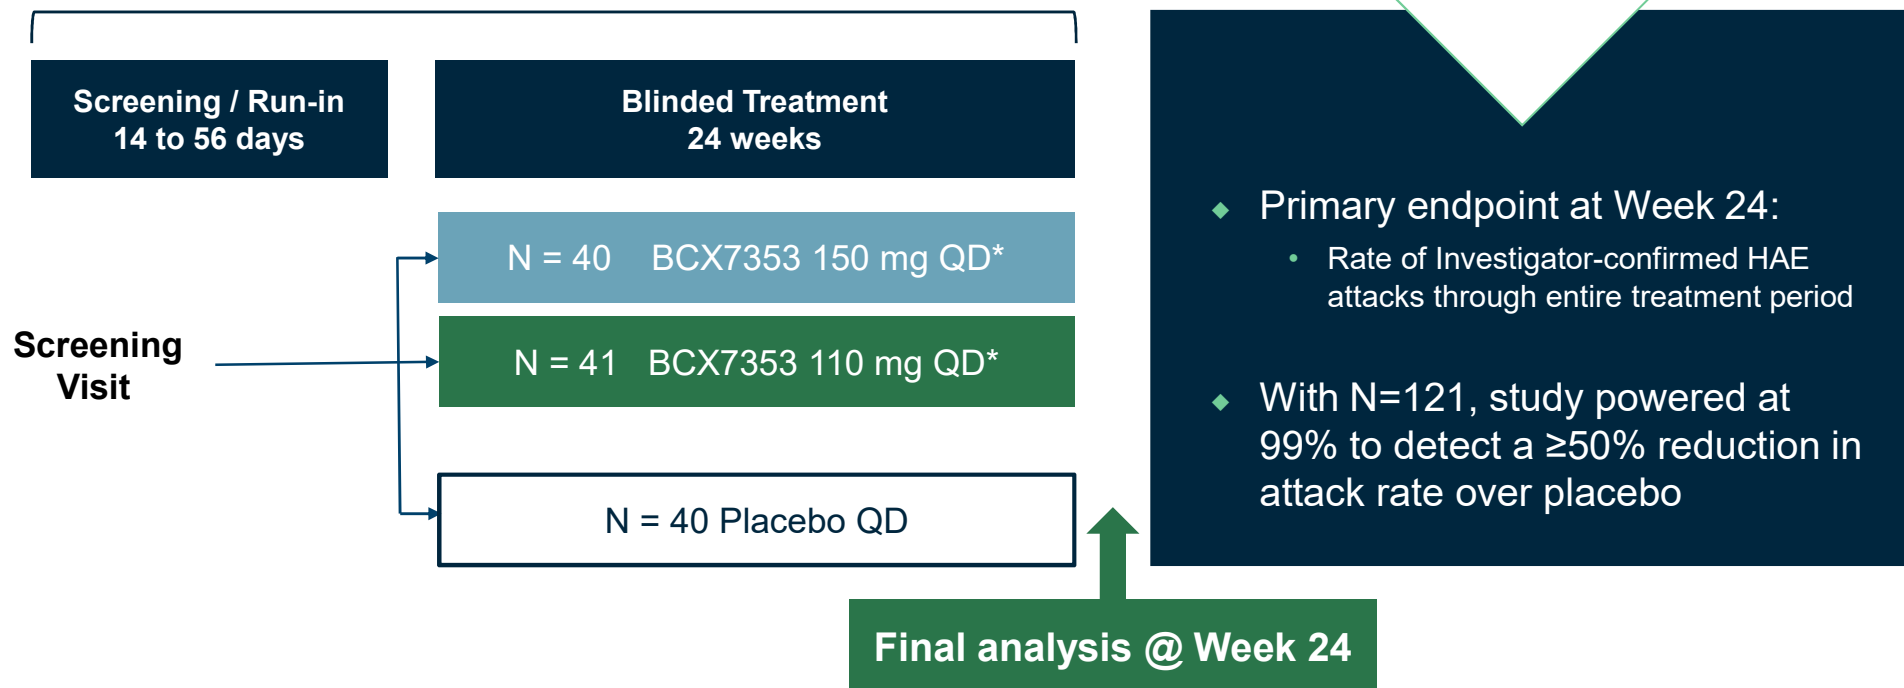 Screening / Run-in
14 to 56 days
Blinded Treatment
24 weeks
Screening
Visit
N = 40 BCX7353 150 mg QD*
N = 41 BCX7353 110 mg QD*
N = 40 Placebo QD
Final analysis @ Week 24
◆ Primary endpoint at Week 24:
• Rate of Investigator-confirmed HAE
attacks through entire treatment period
◆ With N=121, study powered at
99% to detect a ≥50% reduction in
attack rate over placebo